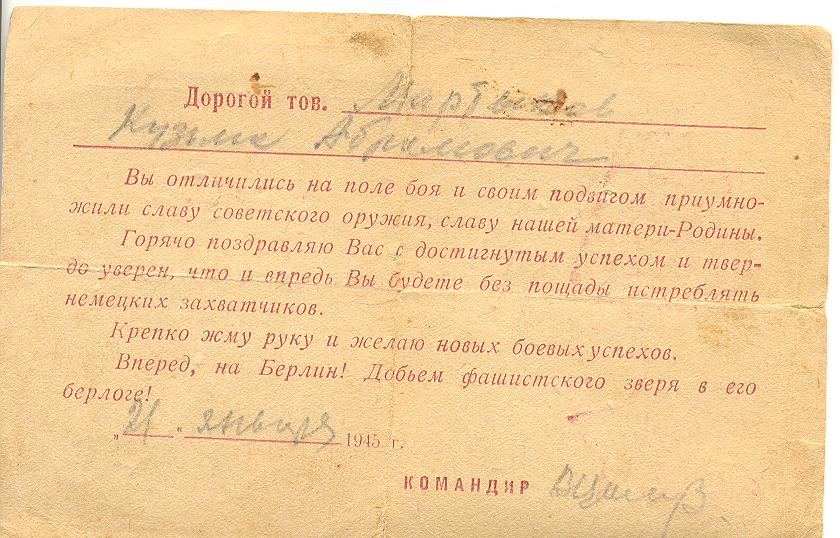 Дорогой тов. Мартынов
Кузьма Абрамович
Вы отличились на поле боя и своим подвигом приумно-
жили славу советского оружия, славу нашей матери-Родины.
Горячо поздравляю Вас с достигнутым успехом и твер-
до уверен, что и впредь Вы будете без пощады истреблять
немецких захватчиков.
Крепко жму руку и желаю новых боевых успехов.
Вперед, на Берлин! Добьем фашистского зверя в его
берлоге!
„21“ января 1945 г.
КОМАНДИР